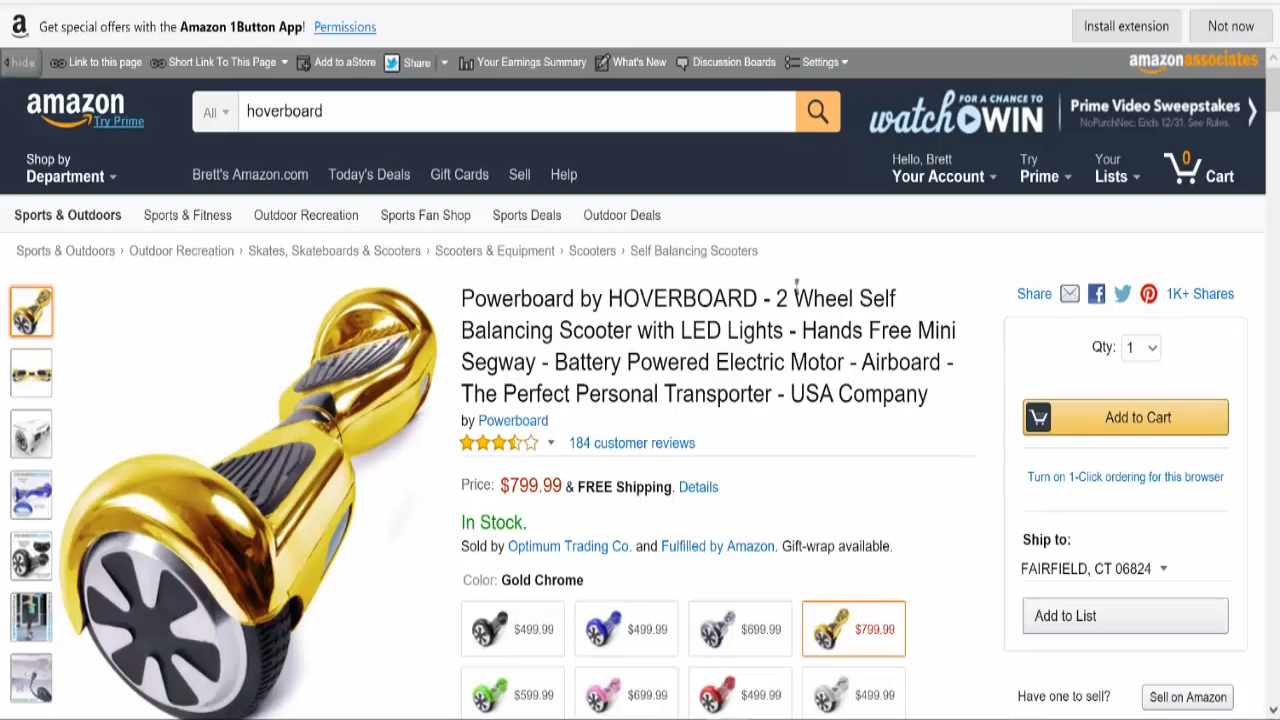 Get special offers with the Amazon 1Button App! Permissions
Install extension
Not now
hide
Link to this page
Short Link To This Page
Add to aStore
Share
Your Earnings Summary
What's New
Discussion Boards
Settings
amazonassociates
amazon
Try Prime
All
hoverboard
watch FOR A CHANCE TO WIN
Prime Video Sweepstakes
NoPurchNec. Ends 12/31. See Rules.
Shop by
Department
Brett's Amazon.com
Today's Deals
Gift Cards
Sell
Help
Hello, Brett
Your Account
Try
Prime
Your
Lists
0
Cart
Sports & Outdoors
Sports & Fitness
Outdoor Recreation
Sports Fan Shop
Sports Deals
Outdoor Deals
Sports & Outdoors › Outdoor Recreation › Skates, Skateboards & Scooters › Scooters & Equipment › Scooters › Self Balancing Scooters
Powerboard by HOVERBOARD - 2 Wheel Self
Balancing Scooter with LED Lights - Hands Free Mini
Segway - Battery Powered Electric Motor - Airboard -
The Perfect Personal Transporter - USA Company
by Powerboard
184 customer reviews
Price: $799.99 & FREE Shipping. Details
In Stock.
Sold by Optimum Trading Co. and Fulfilled by Amazon. Gift-wrap available.
Color: Gold Chrome
$499.99
$499.99
$699.99
$799.99
$599.99
$699.99
$499.99
$499.99
Share
1K+ Shares
Qty: 1
Add to Cart
Turn on 1-Click ordering for this browser
Ship to:
FAIRFIELD, CT 06824
Add to List
Have one to sell?
Sell on Amazon